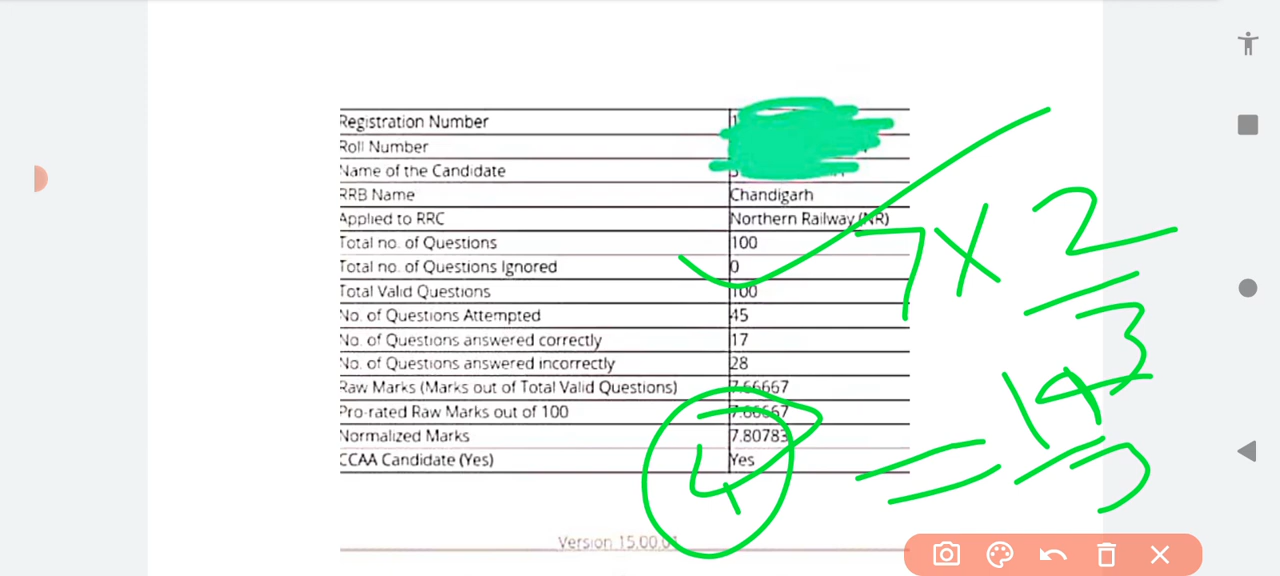 Registration Number
Roll Number
Name of the Candidate
RRB Name Chandigarh
Applied to RRC Northern Railway (NR)
Total no. of Questions 100
Total no. of Questions Ignored 0
Total Valid Questions 100
No. of Questions Attempted 45
No. of Questions answered correctly 17
No. of Questions answered incorrectly 28
Raw Marks (Marks out of Total Valid Questions) 7.66667
Pro-rated Raw Marks out of 100 7.66667
Normalized Marks 7.80783
CCAA Candidate (Yes) Yes
Version 15.00.01
7 X 2
3
= 14
4